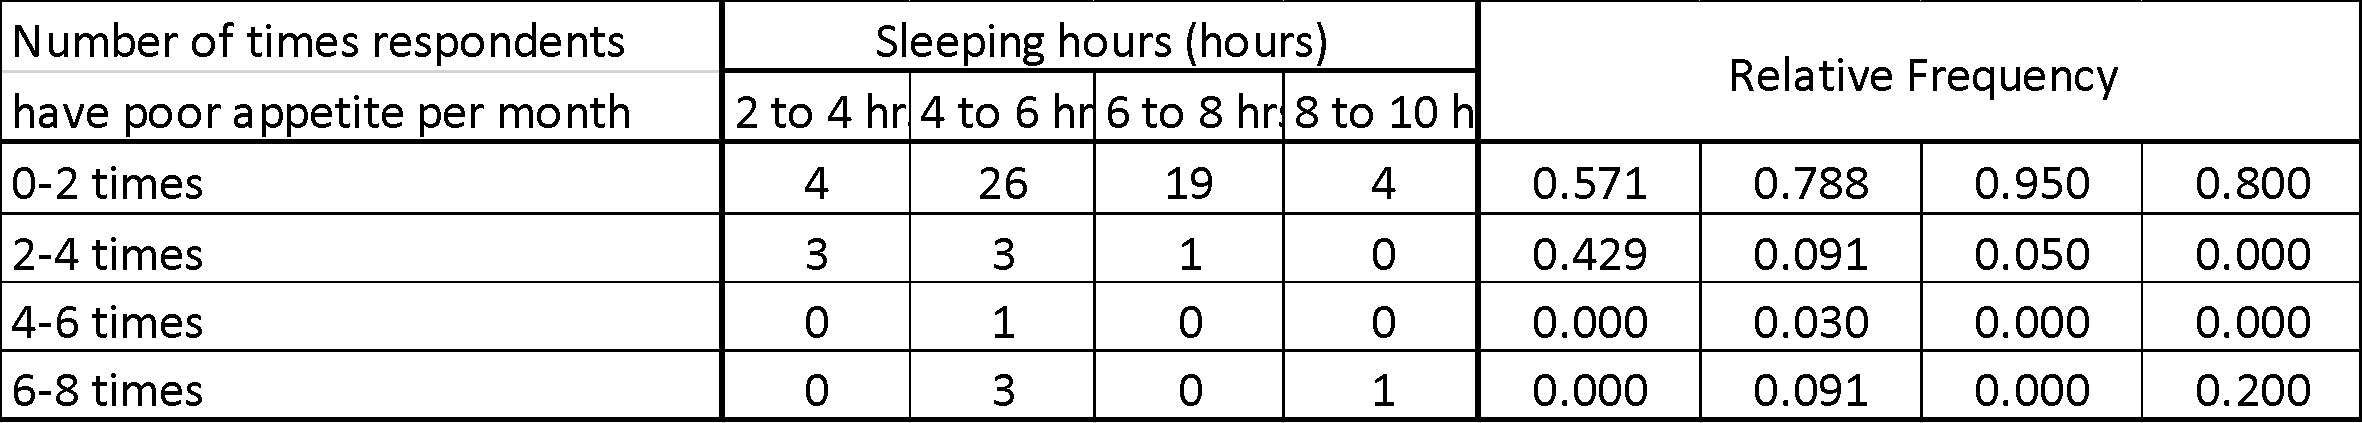 Number of times respondents Sleeping hours (hours) Relative Frequency
have poor appetite per month 2 to 4 hr 4 to 6 hr 6 to 8 hrs 8 to 10 h
0-2 times 4 26 19 4 0.571 0.788 0.950 0.800
2-4 times 3 3 1 0 0.429 0.091 0.050 0.000
4-6 times 0 1 0 0 0.000 0.030 0.000 0.000
6-8 times 0 3 0 1 0.000 0.091 0.000 0.200